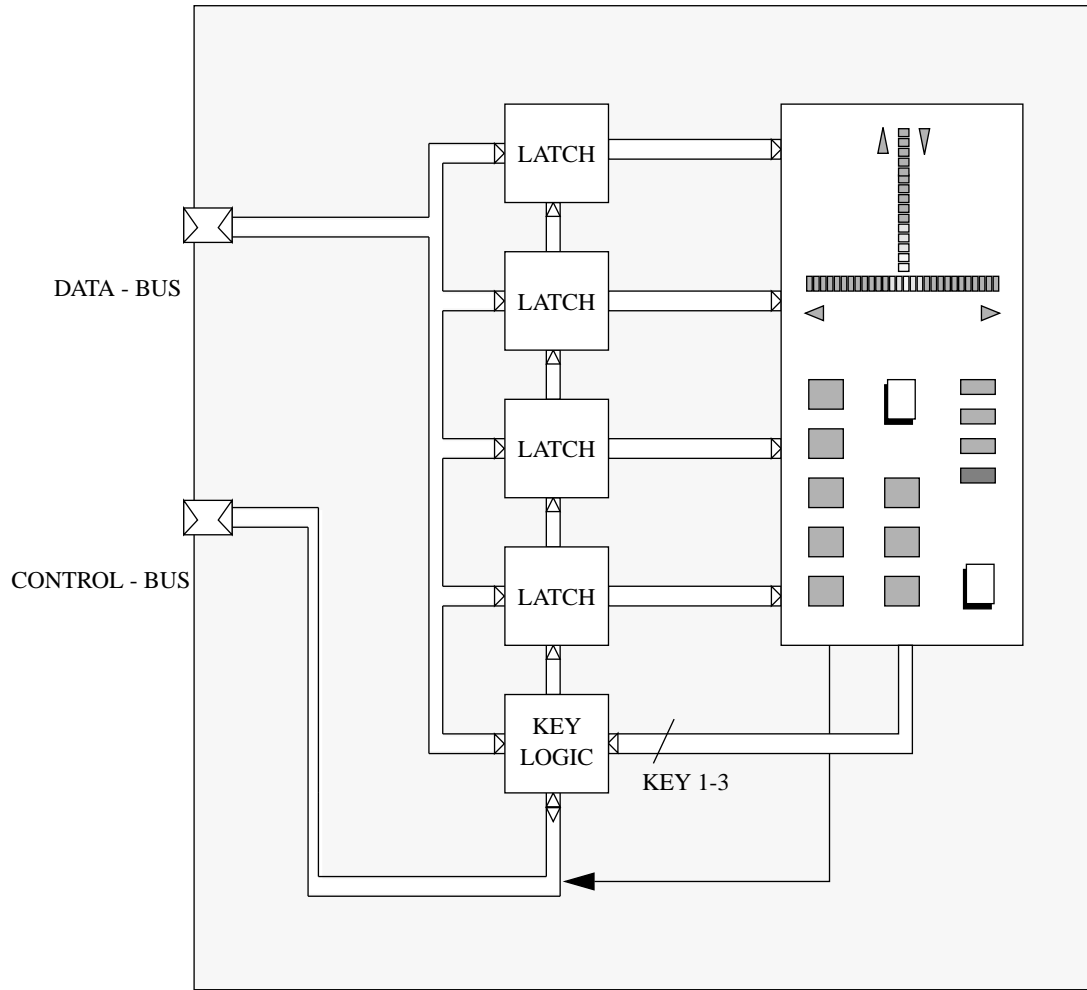 LATCH
DATA - BUS
LATCH
LATCH
CONTROL - BUS
LATCH
KEY
LOGIC
KEY 1-3